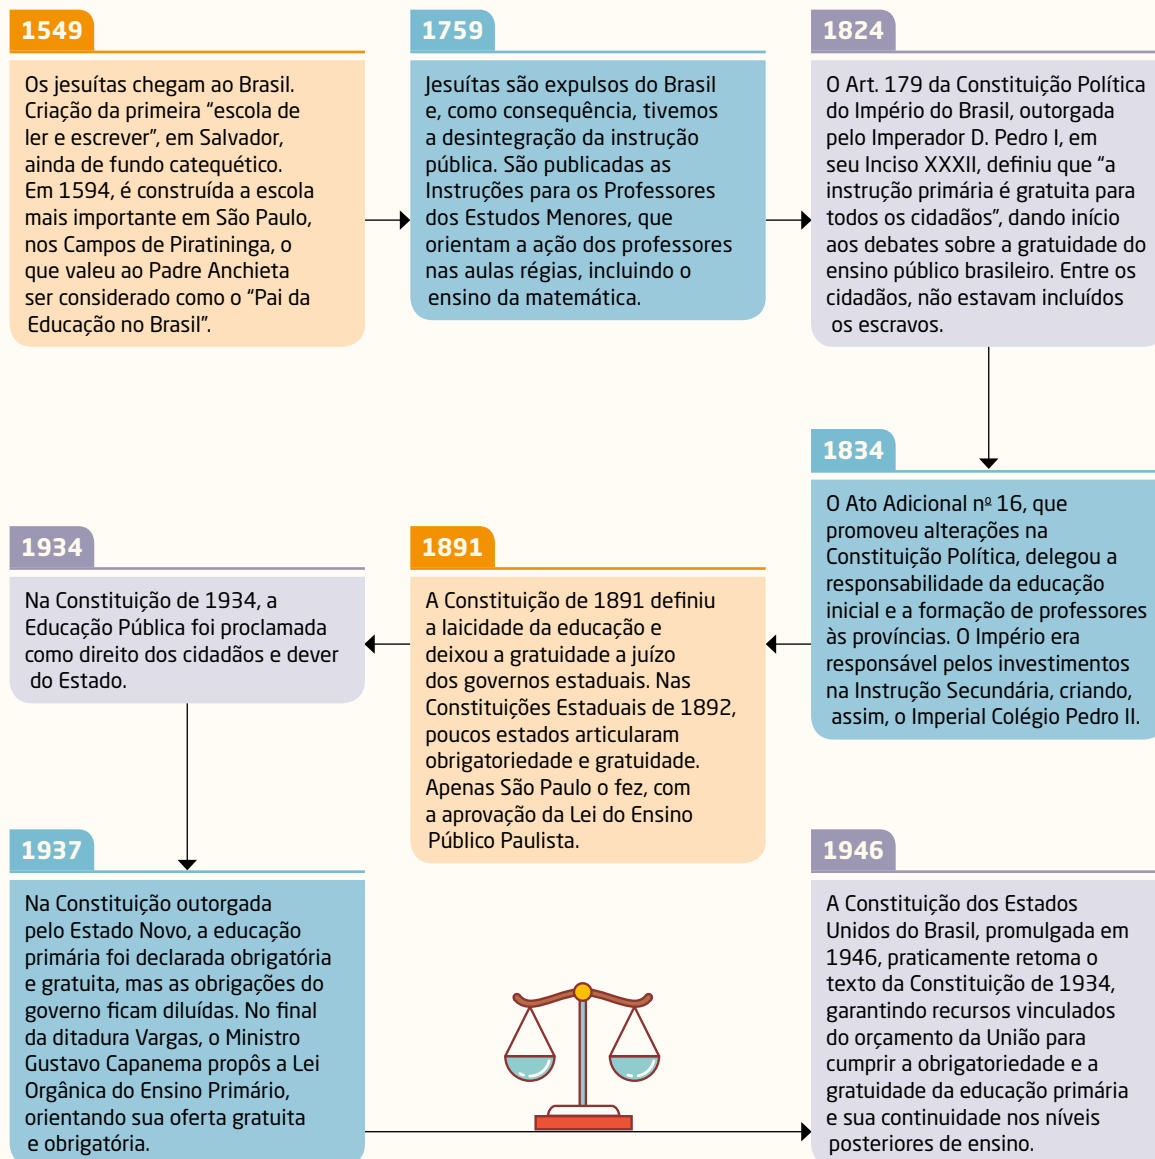 1549
Os jesuítas chegam ao Brasil.
Criação da primeira “escola de
ler e escrever”, em Salvador,
ainda de fundo catequético.
Em 1594, é construída a escola
mais importante em São Paulo,
nos Campos de Piratininga, o
que valeu ao Padre Anchieta
ser considerado como o “Pai da
Educação no Brasil”.
1759
Jesuítas são expulsos do Brasil
e, como consequência, tivemos
a desintegração da instrução
pública. São publicadas as
Instruções para os Professores
dos Estudos Menores, que
orientam a ação dos professores
nas aulas régias, incluindo o
ensino da matemática.
1824
O Art. 179 da Constituição Política
do Império do Brasil, outorgada
pelo Imperador D. Pedro I, em
seu Inciso XXXII, definiu que “a
instrução primária é gratuita para
todos os cidadãos”, dando início
aos debates sobre a gratuidade do
ensino público brasileiro. Entre os
cidadãos, não estavam incluídos
os escravos.
1834
O Ato Adicional nº 16, que
promoveu alterações na
Constituição Política, delegou a
responsabilidade da educação
inicial e a formação de professores
às províncias. O Império era
responsável pelos investimentos
na Instrução Secundária, criando,
assim, o Imperial Colégio Pedro II.
1891
A Constituição de 1891 definiu
a laicidade da educação e
deixou a gratuidade a juízo
dos governos estaduais. Nas
Constituições Estaduais de 1892,
poucos estados articularam
obrigatoriedade e gratuidade.
Apenas São Paulo o fez, com
a aprovação da Lei do Ensino
Público Paulista.
1934
Na Constituição de 1934, a
Educação Pública foi proclamada
como direito dos cidadãos e dever
do Estado.
1937
Na Constituição outorgada
pelo Estado Novo, a educação
primária foi declarada obrigatória
e gratuita, mas as obrigações do
governo ficam diluídas. No final
da ditadura Vargas, o Ministro
Gustavo Capanema propôs a Lei
Orgânica do Ensino Primário,
orientando sua oferta gratuita
e obrigatória.
1946
A Constituição dos Estados
Unidos do Brasil, promulgada em
1946, praticamente retoma o
texto da Constituição de 1934,
garantindo recursos vinculados
do orçamento da União para
cumprir a obrigatoriedade e a
gratuidade da educação primária
e sua continuidade nos níveis
posteriores de ensino.